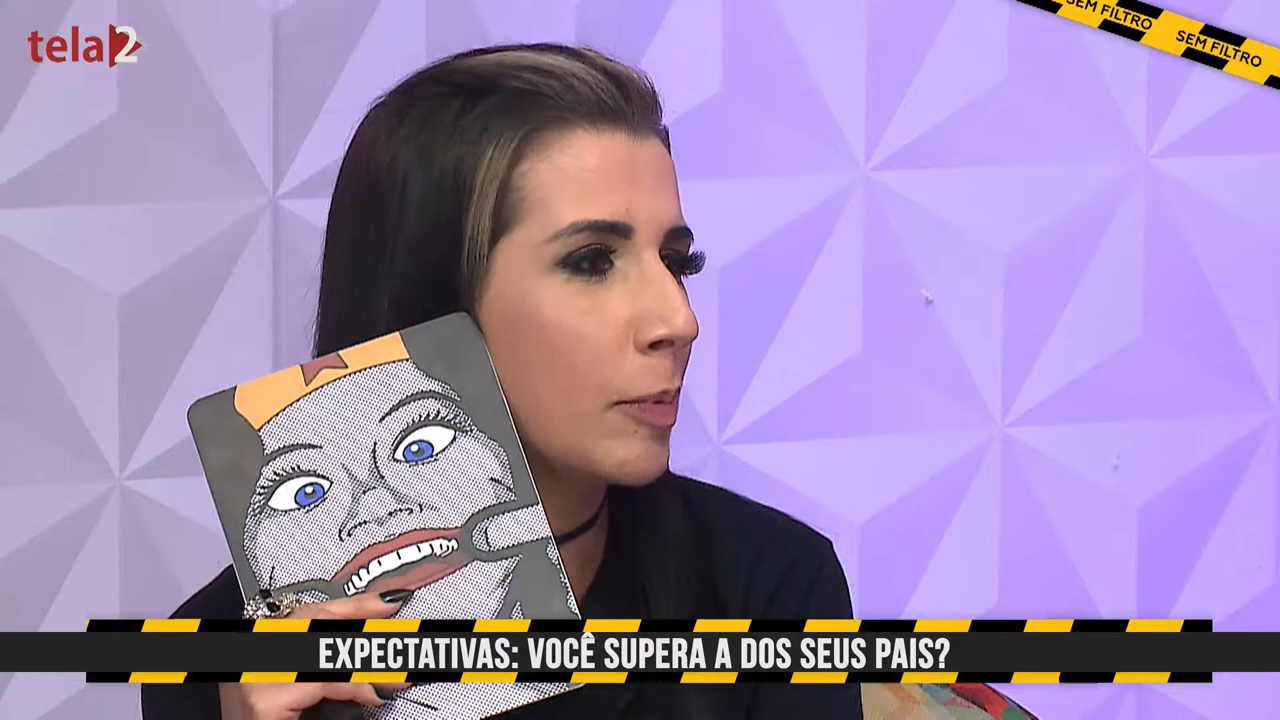 tela2
SEM FILTRO
SEM FILTRO
EXPECTATIVAS: VOCÊ SUPERA A DOS SEUS PAIS?